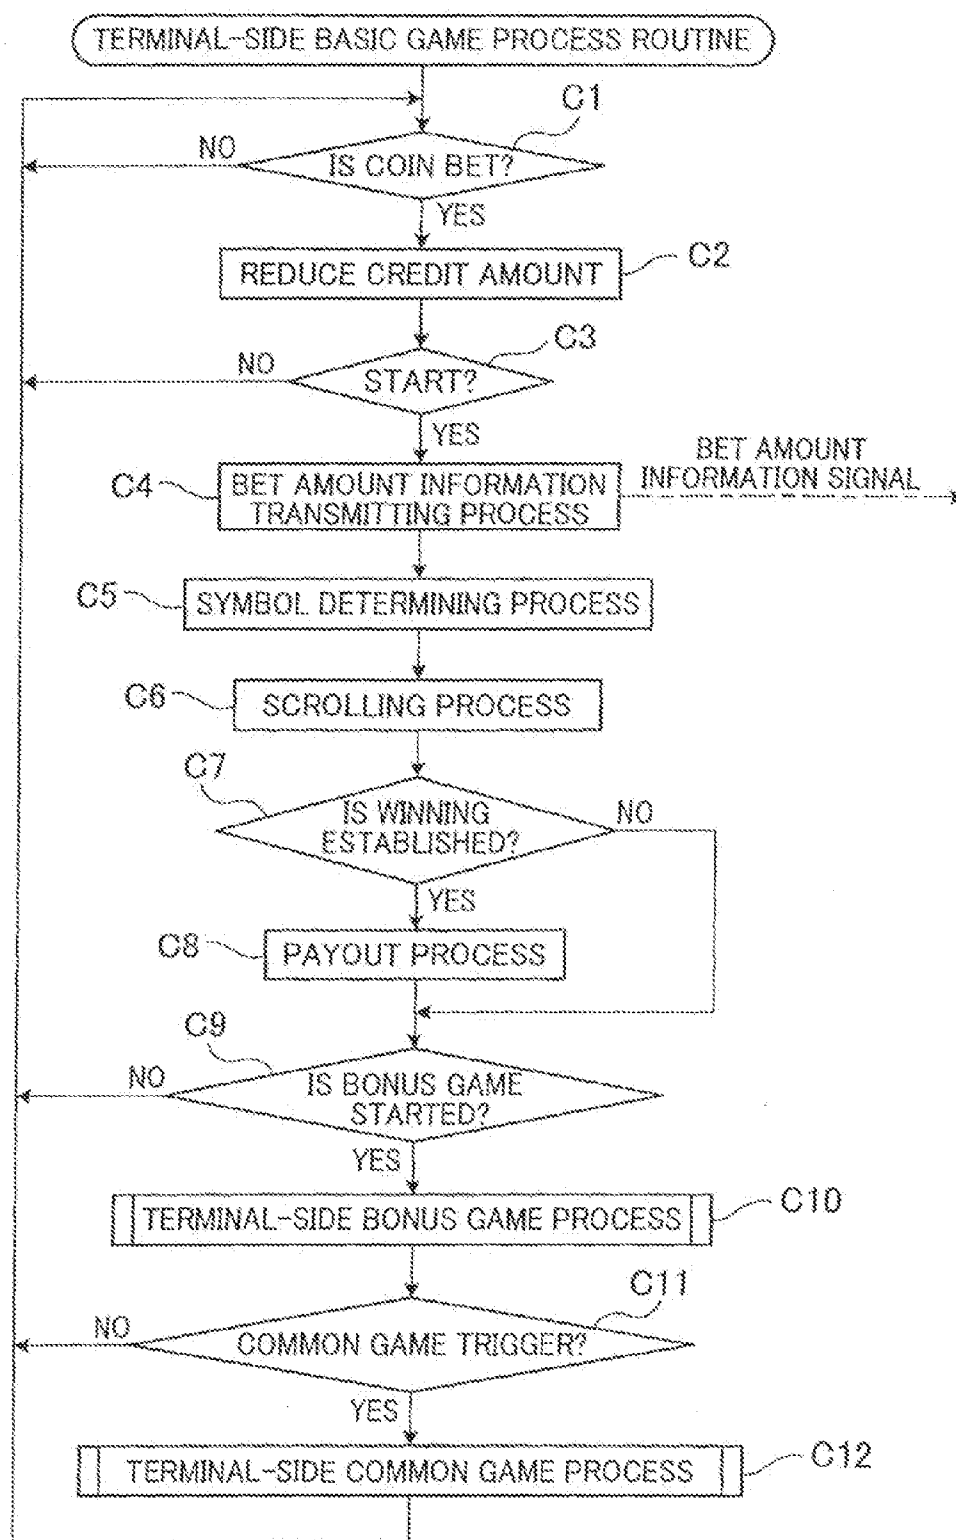 TERMINAL-SIDE BASIC GAME PROCESS ROUTINE
C1
NO
IS COIN BET?
YES
C2
REDUCE CREDIT AMOUNT
C3
NO
START?
YES
BET AMOUNT
INFORMATION SIGNAL
C4
BET AMOUNT INFORMATION
TRANSMITTING PROCESS
C5
SYMBOL DETERMINING PROCESS
C6
SCROLLING PROCESS
C7
IS WINNING
ESTABLISHED?
NO
YES
C8
PAYOUT PROCESS
C9
NO
IS BONUS GAME
STARTED?
YES
C10
TERMINAL-SIDE BONUS GAME PROCESS
C11
NO
COMMON GAME TRIGGER?
YES
C12
TERMINAL-SIDE COMMON GAME PROCESS